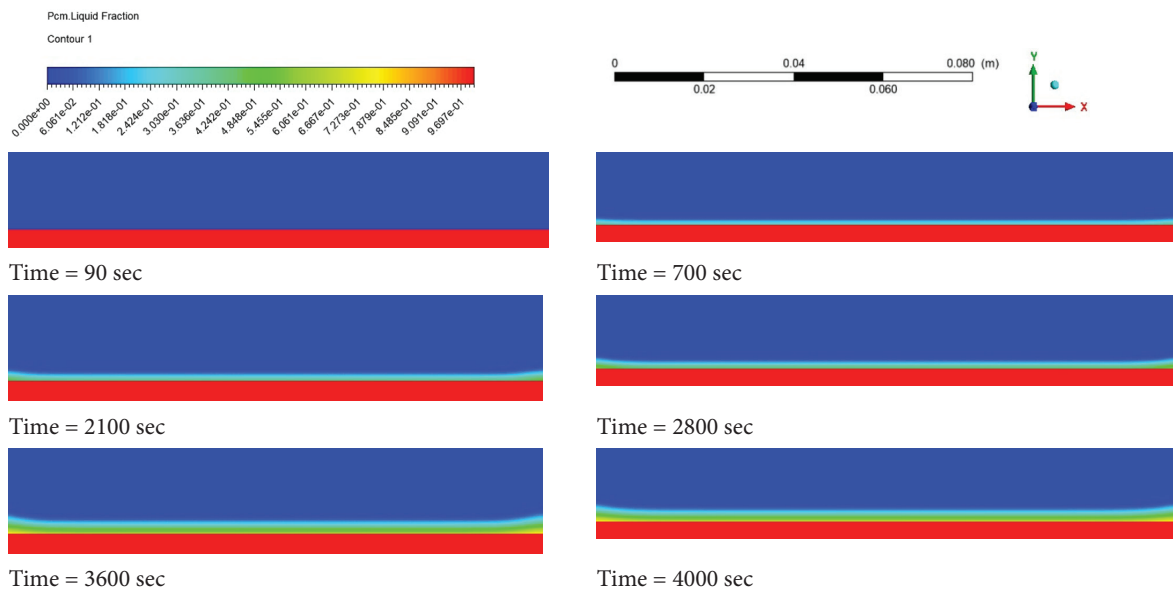 Pcm.Liquid Fraction
Contour 1
0.000e+00
6.061e-02
1.212e-01
1.818e-01
2.424e-01
3.030e-01
3.636e-01
4.242e-01
4.848e-01
5.455e-01
6.061e-01
6.667e-01
7.273e-01
7.879e-01
8.485e-01
9.091e-01
9.697e-01
0 0.04 0.080 (m)
0.02 0.060
Y
X
Time = 90 sec
Time = 700 sec
Time = 2100 sec
Time = 2800 sec
Time = 3600 sec
Time = 4000 sec